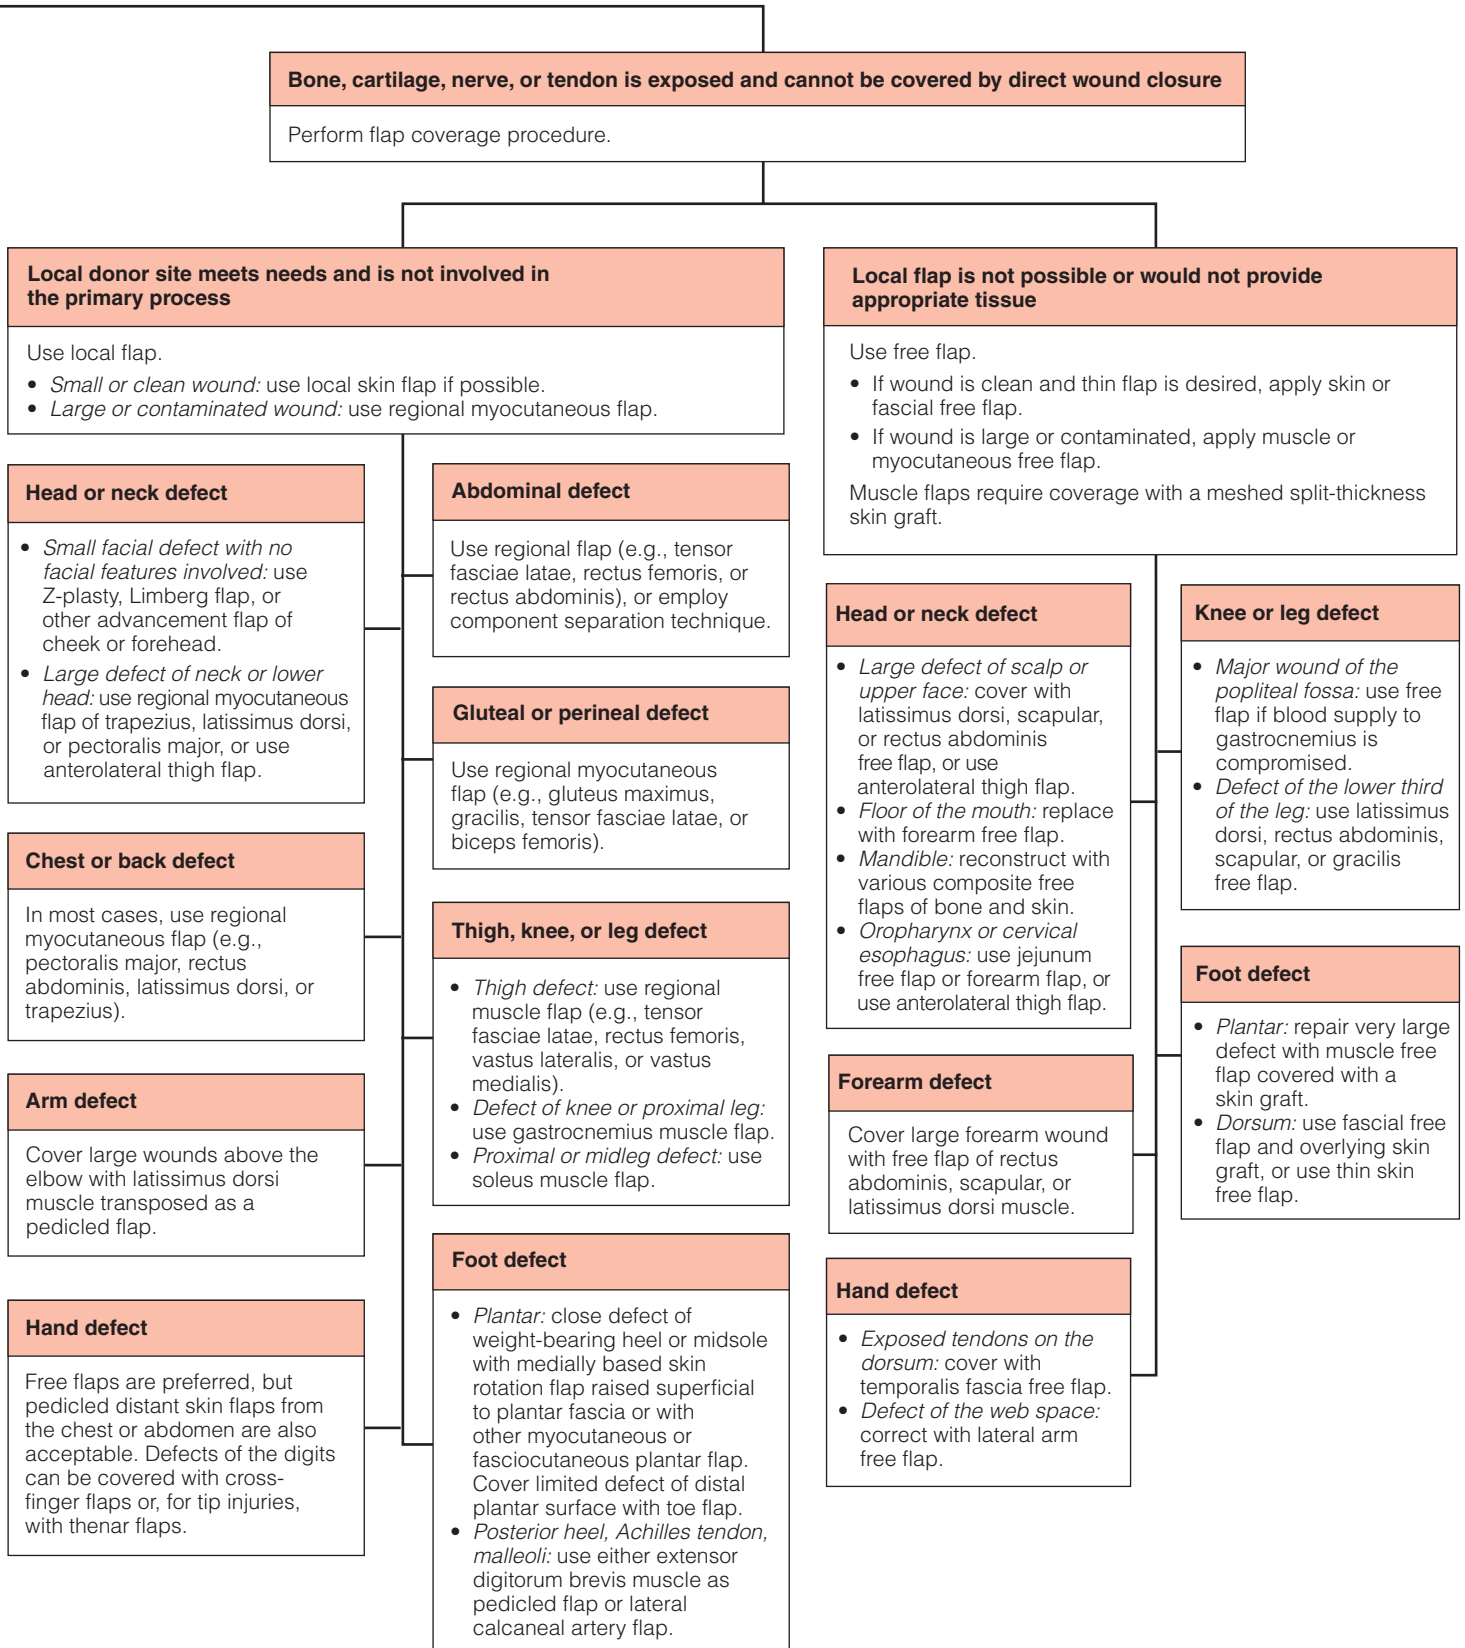 Bone, cartilage, nerve, or tendon is exposed and cannot be covered by direct wound closure
Perform flap coverage procedure.
Local donor site meets needs and is not involved in
the primary process
Use local flap.
• Small or clean wound: use local skin flap if possible.
• Large or contaminated wound: use regional myocutaneous flap.
Head or neck defect
• Small facial defect with no
facial features involved: use
Z-plasty, Limberg flap, or
other advancement flap of
cheek or forehead.
• Large defect of neck or lower
head: use regional myocutaneous
flap of trapezius, latissimus dorsi,
or pectoralis major, or use
anterolateral thigh flap.
Chest or back defect
In most cases, use regional
myocutaneous flap (e.g.,
pectoralis major, rectus
abdominis, latissimus dorsi, or
trapezius).
Arm defect
Cover large wounds above the
elbow with latissimus dorsi
muscle transposed as a
pedicled flap.
Hand defect
Free flaps are preferred, but
pedicled distant skin flaps from
the chest or abdomen are also
acceptable. Defects of the digits
can be covered with cross-
finger flaps or, for tip injuries,
with thenar flaps.
Abdominal defect
Use regional flap (e.g., tensor
fasciae latae, rectus femoris, or
rectus abdominis), or employ
component separation technique.
Gluteal or perineal defect
Use regional myocutaneous
flap (e.g., gluteus maximus,
gracilis, tensor fasciae latae, or
biceps femoris).
Thigh, knee, or leg defect
• Thigh defect: use regional
muscle flap (e.g., tensor
fasciae latae, rectus femoris,
vastus lateralis, or vastus
medialis).
• Defect of knee or proximal leg:
use gastrocnemius muscle flap.
• Proximal or midleg defect: use
soleus muscle flap.
Foot defect
• Plantar: close defect of
weight-bearing heel or midsole
with medially based skin
rotation flap raised superficial
to plantar fascia or with
other myocutaneous or
fasciocutaneous plantar flap.
Cover limited defect of distal
plantar surface with toe flap.
• Posterior heel, Achilles tendon,
malleoli: use either extensor
digitorum brevis muscle as
pedicled flap or lateral
calcaneal artery flap.
Local flap is not possible or would not provide
appropriate tissue
Use free flap.
• If wound is clean and thin flap is desired, apply skin or
fascial free flap.
• If wound is large or contaminated, apply muscle or
myocutaneous free flap.
Muscle flaps require coverage with a meshed split-thickness
skin graft.
Head or neck defect
• Large defect of scalp or
upper face: cover with
latissimus dorsi, scapular,
or rectus abdominis
free flap, or use
anterolateral thigh flap.
• Floor of the mouth: replace
with forearm free flap.
• Mandible: reconstruct with
various composite free
flaps of bone and skin.
• Oropharynx or cervical
esophagus: use jejunum
free flap or forearm flap, or
use anterolateral thigh flap.
Forearm defect
Cover large forearm wound
with free flap of rectus
abdominis, scapular, or
latissimus dorsi muscle.
Hand defect
• Exposed tendons on the
dorsum: cover with
temporalis fascia free flap.
• Defect of the web space:
correct with lateral arm
free flap.
Knee or leg defect
• Major wound of the
popliteal fossa: use free
flap if blood supply to
gastrocnemius is
compromised.
• Defect of the lower third
of the leg: use latissimus
dorsi, rectus abdominis,
scapular, or gracilis
free flap.
Foot defect
• Plantar: repair very large
defect with muscle free
flap covered with a
skin graft.
• Dorsum: use fascial free
flap and overlying skin
graft, or use thin skin
free flap.